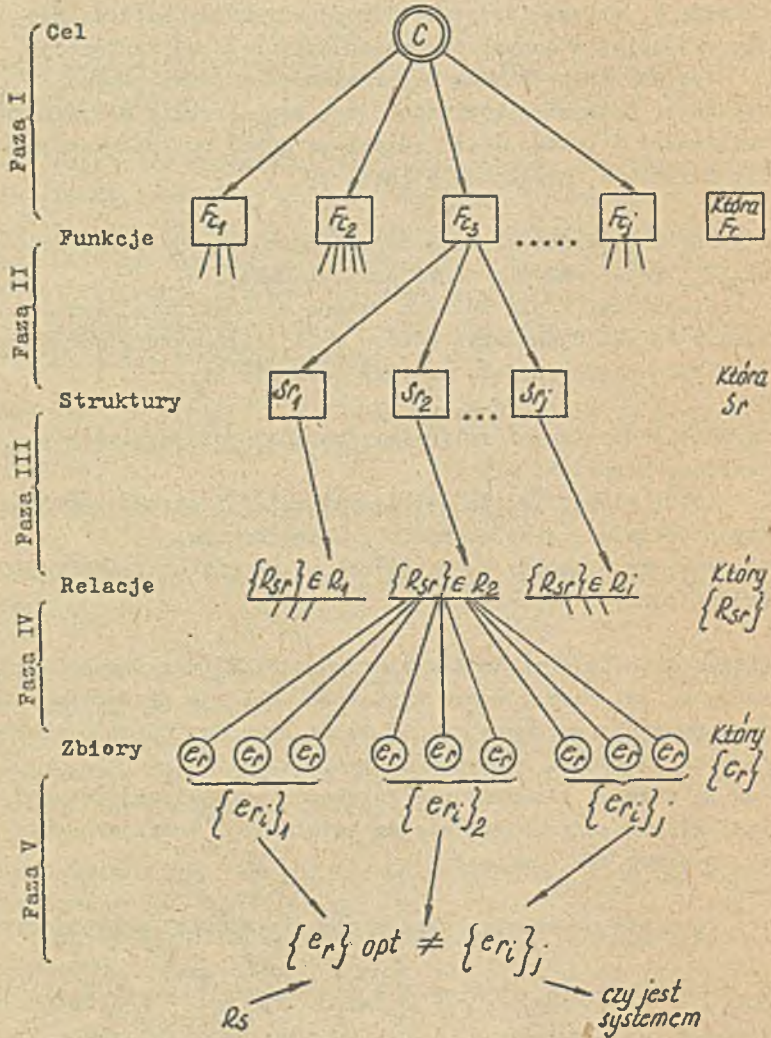 Cel
C
Faza I
Fc1 Fc2 Fc3 ..... Fcj Która Fr
Funkcje
Faza II
Sr1 Sr2 ... Srj Która Sr
Struktury
Faza III
{Rsr} ∈ R1 {Rsr} ∈ R2 {Rsr} ∈ Ri Który {Rsr}
Relacje
Faza IV
Zbiory er er er er er er er er er Który {er}
{eri}1 {eri}2 {eri}j
Faza V
{er} opt ≠ {eri}j
Rs
czy jest
systemem